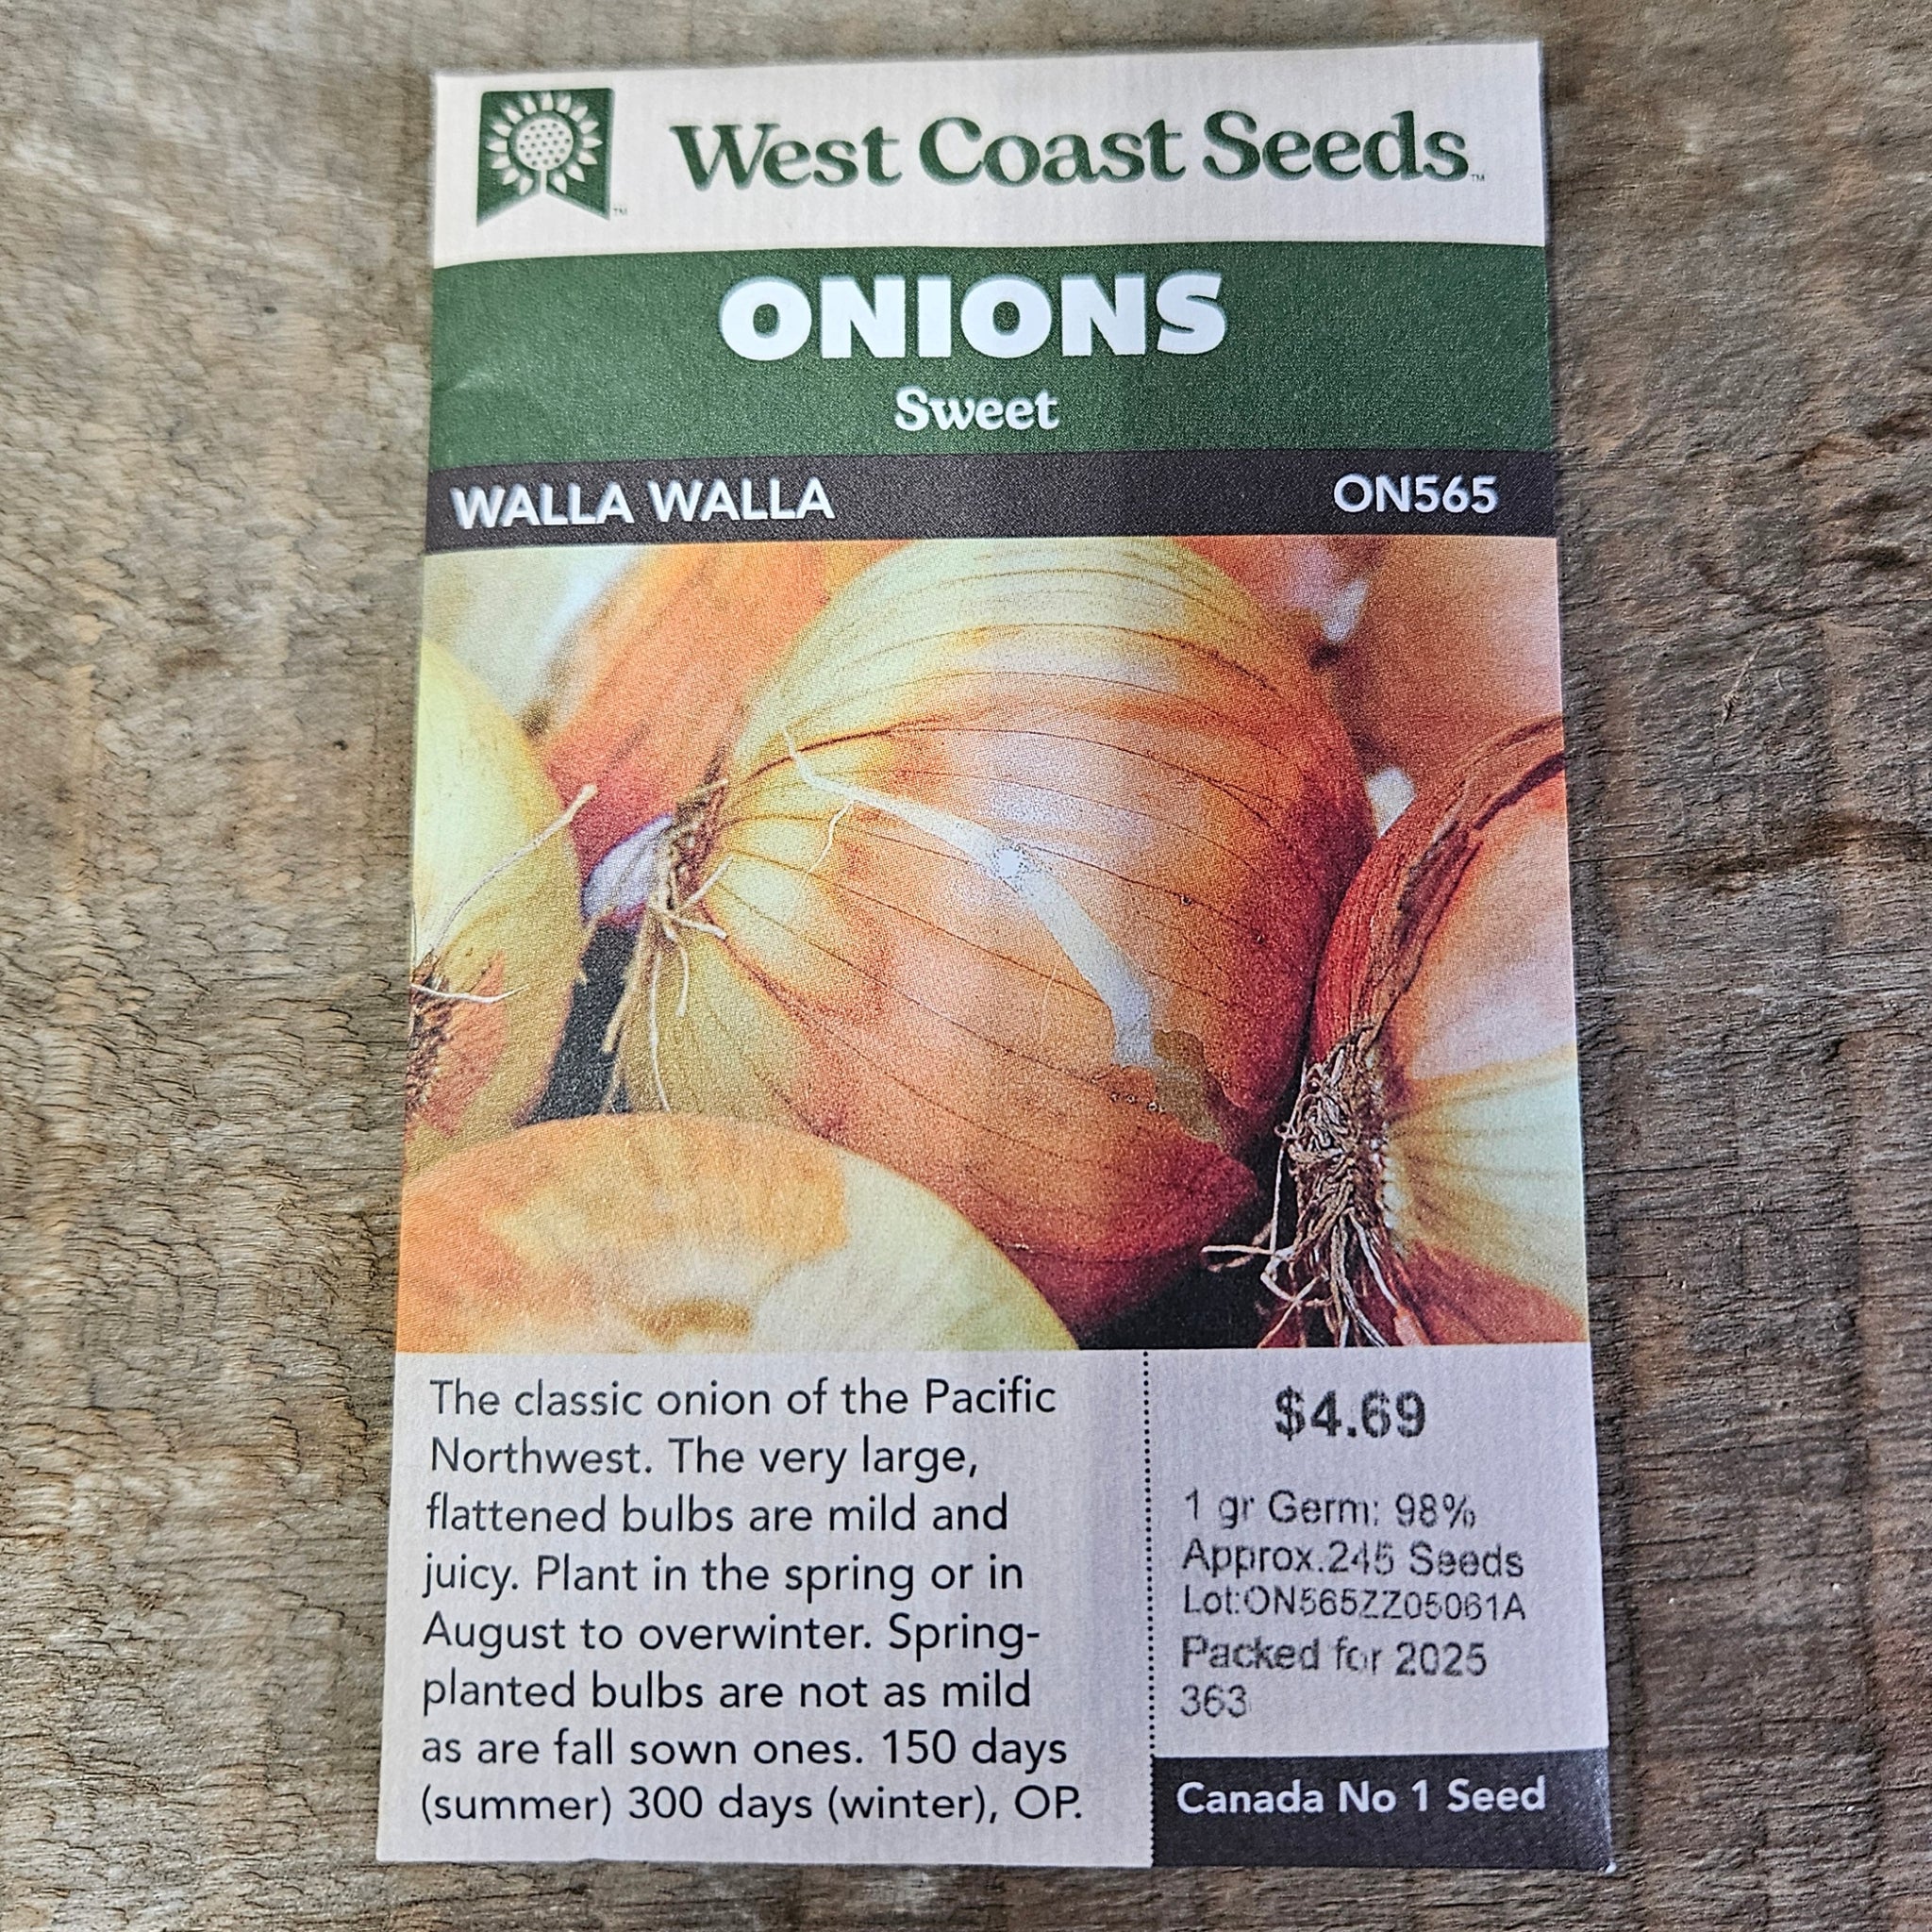 West Coast Seeds™
™
ONIONS
Sweet
WALLA WALLA
ON565
The classic onion of the Pacific
Northwest. The very large,
flattened bulbs are mild and
juicy. Plant in the spring or in
August to overwinter. Spring-
planted bulbs are not as mild
as are fall sown ones. 150 days
(summer) 300 days (winter), OP.
$4.69
1 gr Germ: 98%
Approx.245 Seeds
Lot:ON565ZZ05061A
Packed for 2025
363
Canada No 1 Seed